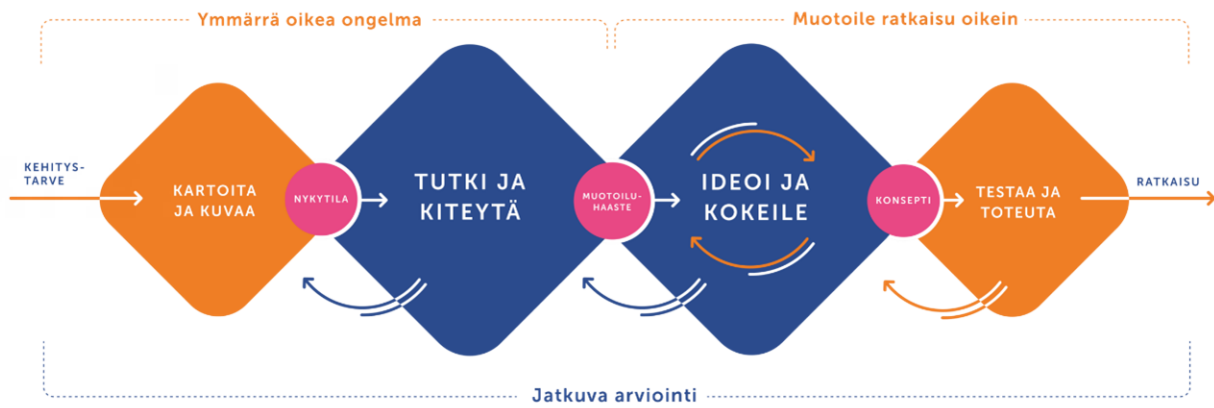 Ymmärrä oikea ongelma
Muotoile ratkaisu oikein
KEHITYS-
TARVE
KARTOITA
JA KUVAA
NYKYTILA
TUTKI JA
KITEYTÄ
MUOTOILU-
HAASTE
IDEOI JA
KOKEILE
KONSEPTI
TESTAA JA
TOTEUTA
RATKAISU
Jatkuva arviointi